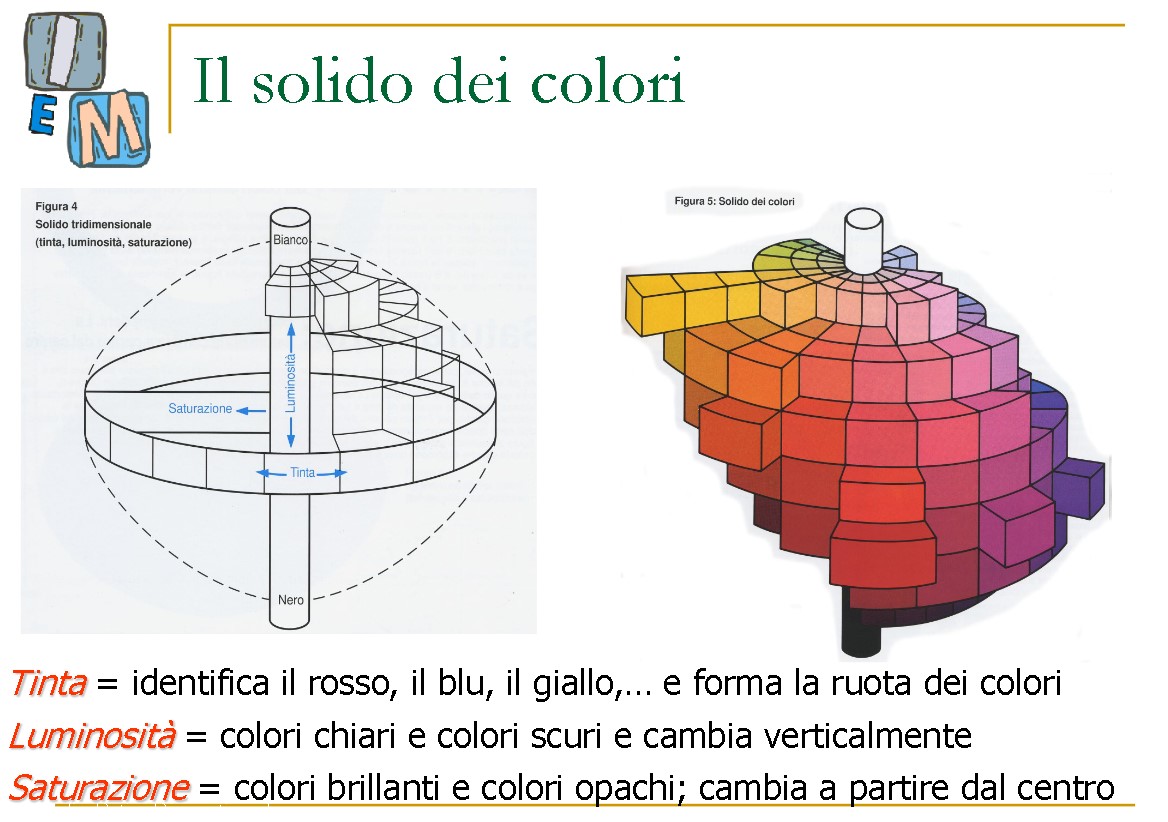 I
E
M
Il solido dei colori
Figura 4
Solido tridimensionale
(tinta, luminosità, saturazione)
Bianco
Luminosità
Saturazione
Tinta
Nero
Figura 5: Solido dei colori
Tinta = identifica il rosso, il blu, il giallo,... e forma la ruota dei colori
Luminosità = colori chiari e colori scuri e cambia verticalmente
Saturazione = colori brillanti e colori opachi; cambia a partire dal centro